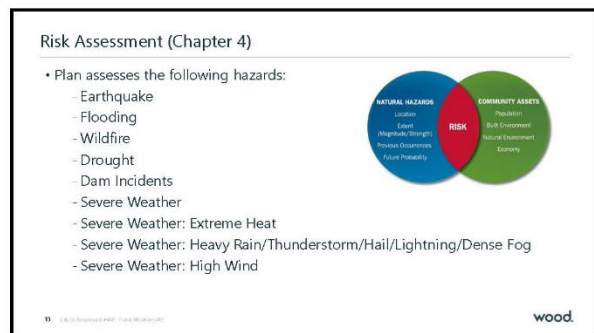 Risk Assessment (Chapter 4)
• Plan assesses the following hazards:
- Earthquake
- Flooding
- Wildfire
- Drought
- Dam Incidents
- Severe Weather
- Severe Weather: Extreme Heat
- Severe Weather: Heavy Rain/Thunderstorm/Hail/Lightning/Dense Fog
- Severe Weather: High Wind
NATURAL HAZARDS
Location
Extent
(Magnitude/Strength)
Previous Occurrences
Future Probability
RISK
COMMUNITY ASSETS
Population
Built Environment
Natural Environment
Economy
wood.